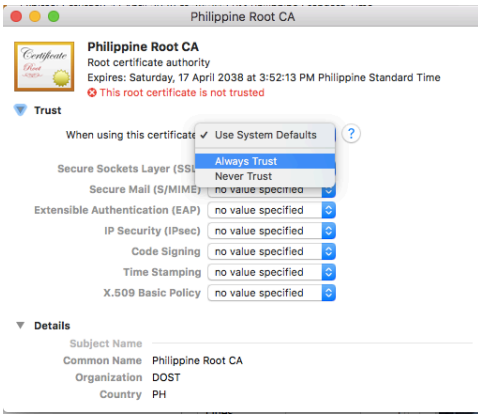 Philippine Root CA
Certificate
Root
Philippine Root CA
Root certificate authority
Expires: Saturday, 17 April 2038 at 3:52:13 PM Philippine Standard Time
This root certificate is not trusted
Trust
When using this certificate ✓ Use System Defaults ?
Always Trust
Never Trust
Secure Sockets Layer (SSL
Secure Mail (S/MIME) no value specified
Extensible Authentication (EAP) no value specified
IP Security (IPsec) no value specified
Code Signing no value specified
Time Stamping no value specified
X.509 Basic Policy no value specified
Details
Subject Name
Common Name Philippine Root CA
Organization DOST
Country PH